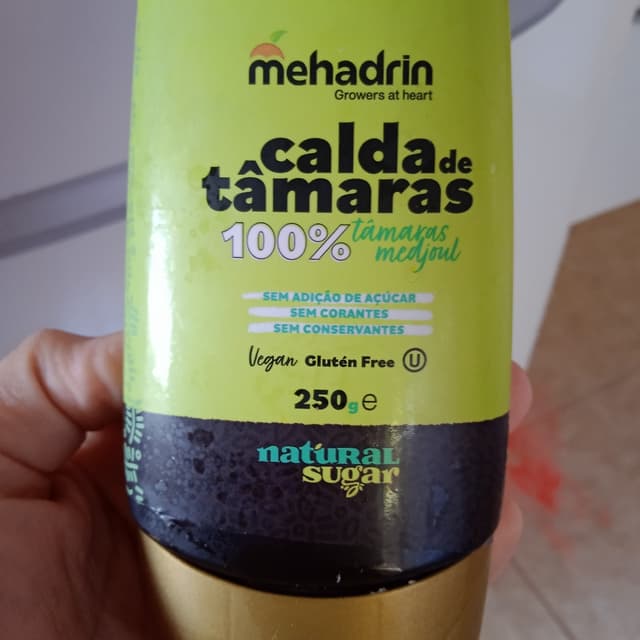 mehadrin
Growers at heart
calda de
tâmaras
100% tâmaras
medjoul
SEM ADIÇÃO DE AÇÚCAR
SEM CORANTES
SEM CONSERVANTES
Vegan Glutén Free U
250g e
natural
sugar